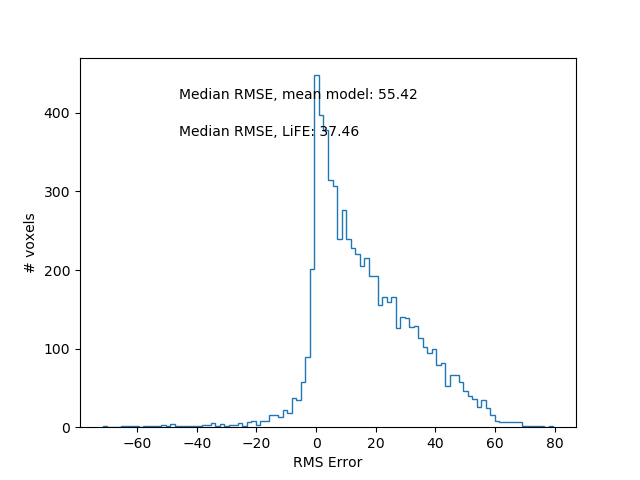 Median RMSE, mean model: 55.42
Median RMSE, LiFE: 37.46
400
300
200
100
0
# voxels
−60 −40 −20 0 20 40 60 80
RMS Error